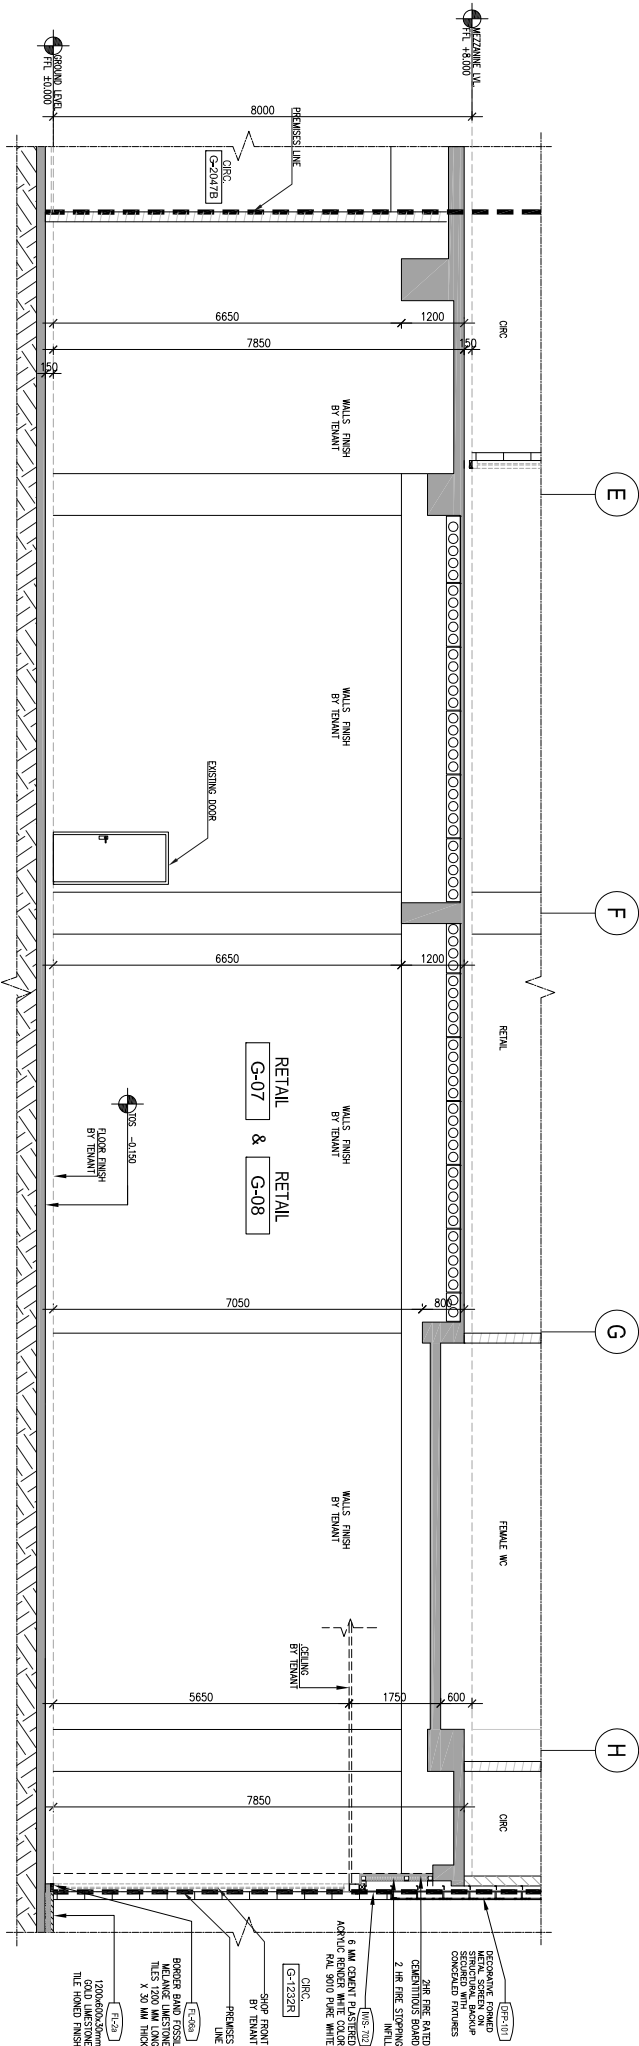 MEZZANINE LVL
FFL +8.000
GROUND LEVEL
FFL ±0.000
8000
PREMISES LINE
CIRC.
G-2047B
6650
1200
7850
150
150
CIRC
WALLS FINISH
BY TENANT
E
WALLS FINISH
BY TENANT
EXISTING DOOR
F
6650
1200
RETAIL
RETAIL
G-07
&
RETAIL
G-08
WALLS FINISH
BY TENANT
TOS -0.150
FLOOR FINISH
BY TENANT
7050
800
G
WALLS FINISH
BY TENANT
FEMALE WC
CEILING
BY TENANT
5650
1750
600
H
7850
CIRC
DFP-101
DECORATIVE FORMED
METAL SCREEN ON
STRUCTURAL BACKUP
SECURED WITH
CONCEALED FIXTURES
2HR FIRE RATED
CEMENTITIOUS BOARD
2 HR FIRE STOPPING
INFILL
IWS-702
6 MM CEMENT PLASTERED
ACRYLIC RENDER WHITE COLOR
RAL 9010 PURE WHITE
CIRC.
G-1232R
SHOP FRONT
BY TENANT
PREMISES
LINE
FL-06a
BORDER BAND FOSSIL
MELANGE LIMESTONE
TILES 1200 MM LONG
X 30 MM THICK
FL-2a
1200x600x30mm
GOLD LIMESTONE
TILE HONED FINISH